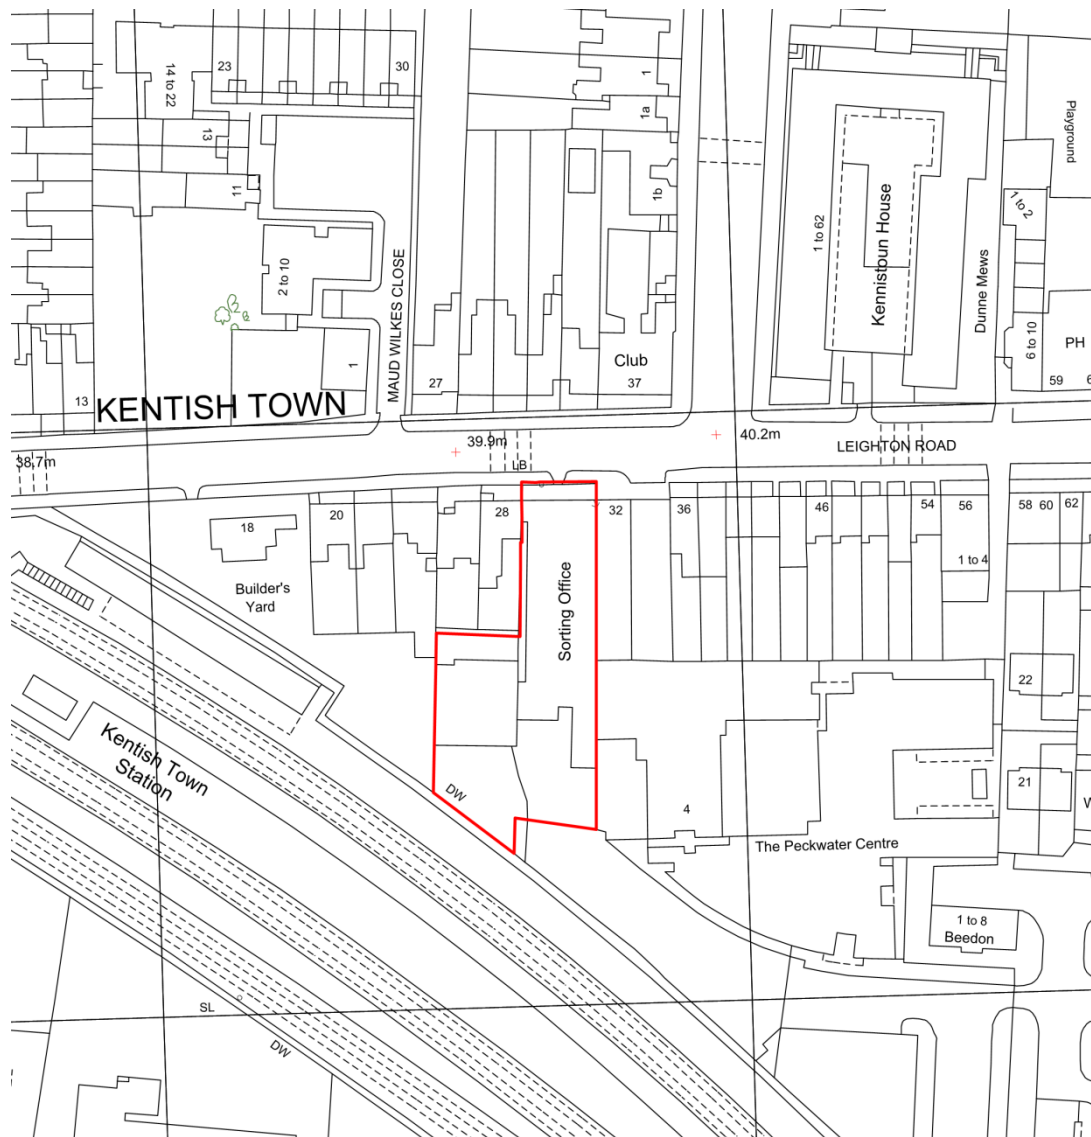 14 to 22
23
30
1
1a
1b
13
11
2 to 10
1
MAUD WILKES CLOSE
27
Club
37
1 to 62
Kennistoun House
Dunne Mews
Playground
1 to 2
6 to 10
PH
59
6
13
KENTISH TOWN
38.7m
39.9m
LB
40.2m
LEIGHTON ROAD
18
20
28
32
36
46
54
56
58
60
62
1 to 4
Builder's
Yard
Sorting Office
22
21
W
Kentish Town
Station
DW
4
The Peckwater Centre
1 to 8
Beedon
SL
DW